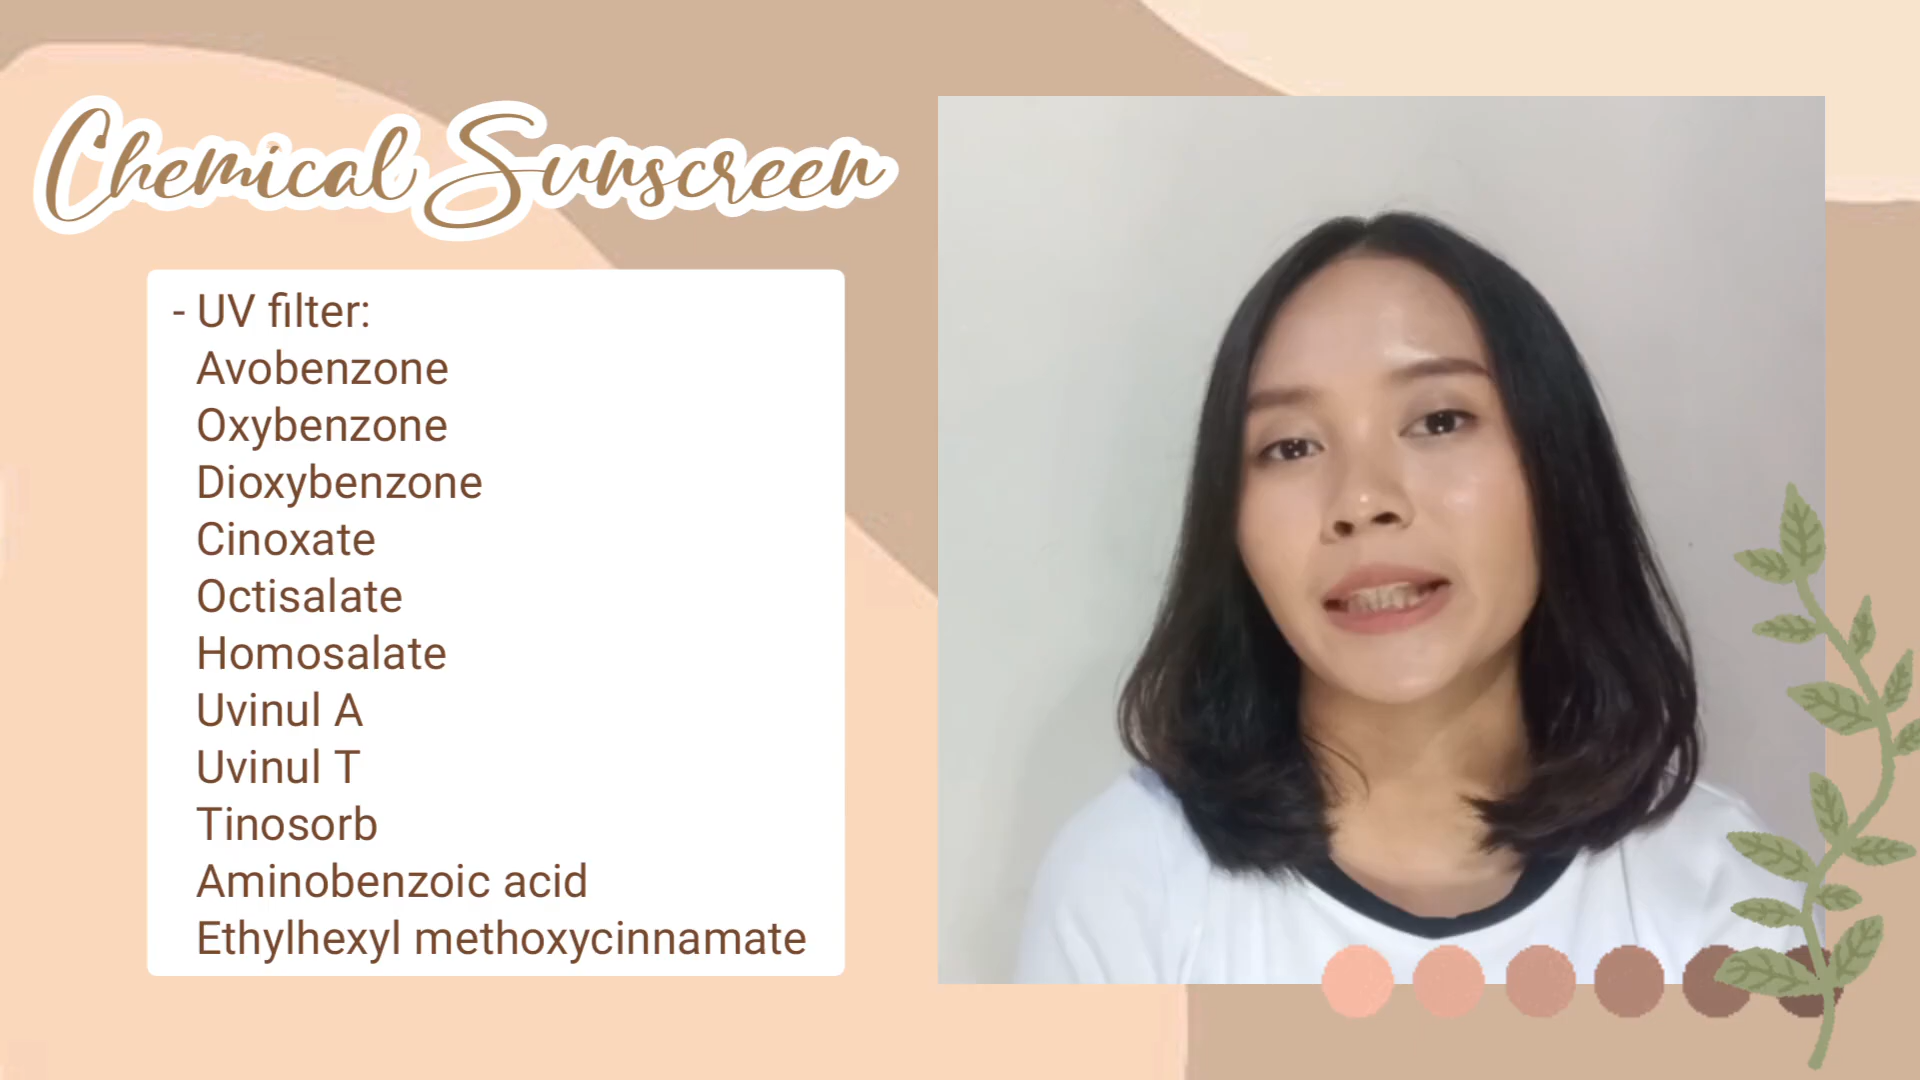 Chemical Sunscreen
- UV filter:
Avobenzone
Oxybenzone
Dioxybenzone
Cinoxate
Octisalate
Homosalate
Uvinul A
Uvinul T
Tinosorb
Aminobenzoic acid
Ethylhexyl methoxycinnamate